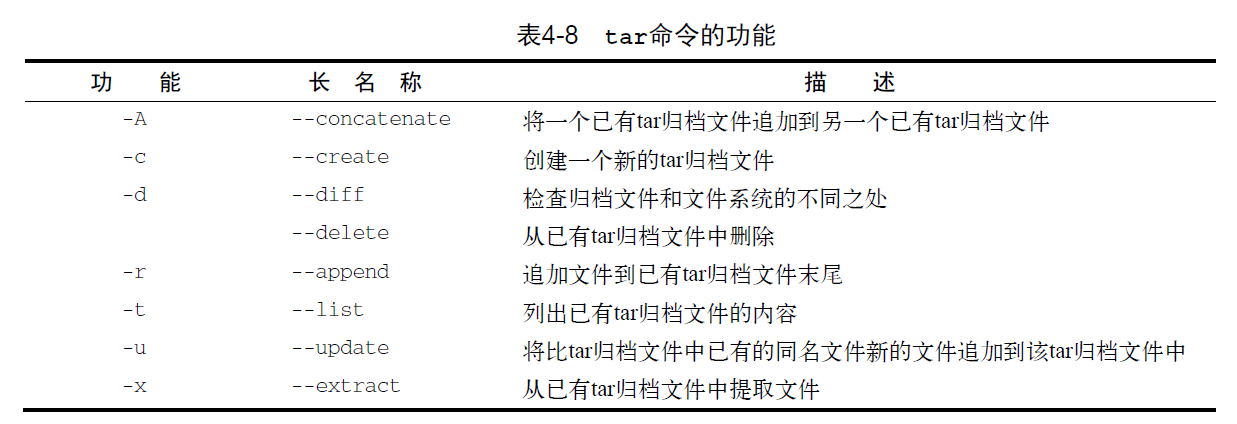 表4-8 tar命令的功能
功 能 长 名 称 描 述
-A --concatenate 将一个已有tar归档文件追加到另一个已有tar归档文件
-c --create 创建一个新的tar归档文件
-d --diff 检查归档文件和文件系统的不同之处
--delete 从已有tar归档文件中删除
-r --append 追加文件到已有tar归档文件末尾
-t --list 列出已有tar归档文件的内容
-u --update 将比tar归档文件中已有的同名文件新的文件追加到该tar归档文件中
-x --extract 从已有tar归档文件中提取文件